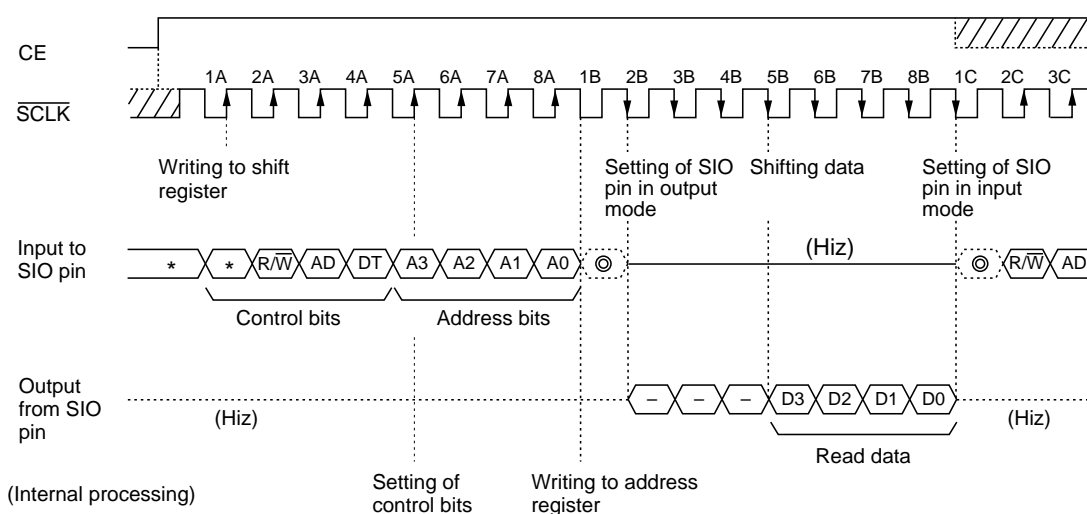 CE
1A 2A 3A 4A 5A 6A 7A 8A 1B 2B 3B 4B 5B 6B 7B 8B 1C 2C 3C
S̅C̅L̅K̅
Writing to shift
register
Setting of SIO
pin in output
mode
Shifting data
Setting of SIO
pin in input
mode
Input to
SIO pin
* * R/W̅ AD DT A3 A2 A1 A0 ◎ (Hiz) ◎ R/W̅ AD
Control bits Address bits
Output
from SIO
pin
(Hiz) – – – D3 D2 D1 D0 (Hiz)
Read data
(Internal processing)
Setting of
control bits
Writing to address
register